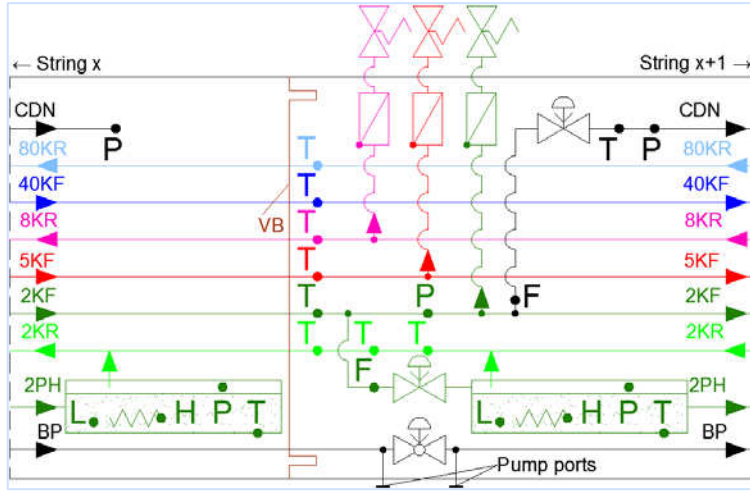 ← String x String x+1 →
CDN CDN
P T P
80KR T 80KR
40KF T 40KF
8KR T 8KR
VB
5KF T 5KF
2KF T P F 2KF
2KR T T T 2KR
F
2PH L H P T L H P T 2PH
BP BP
Pump ports